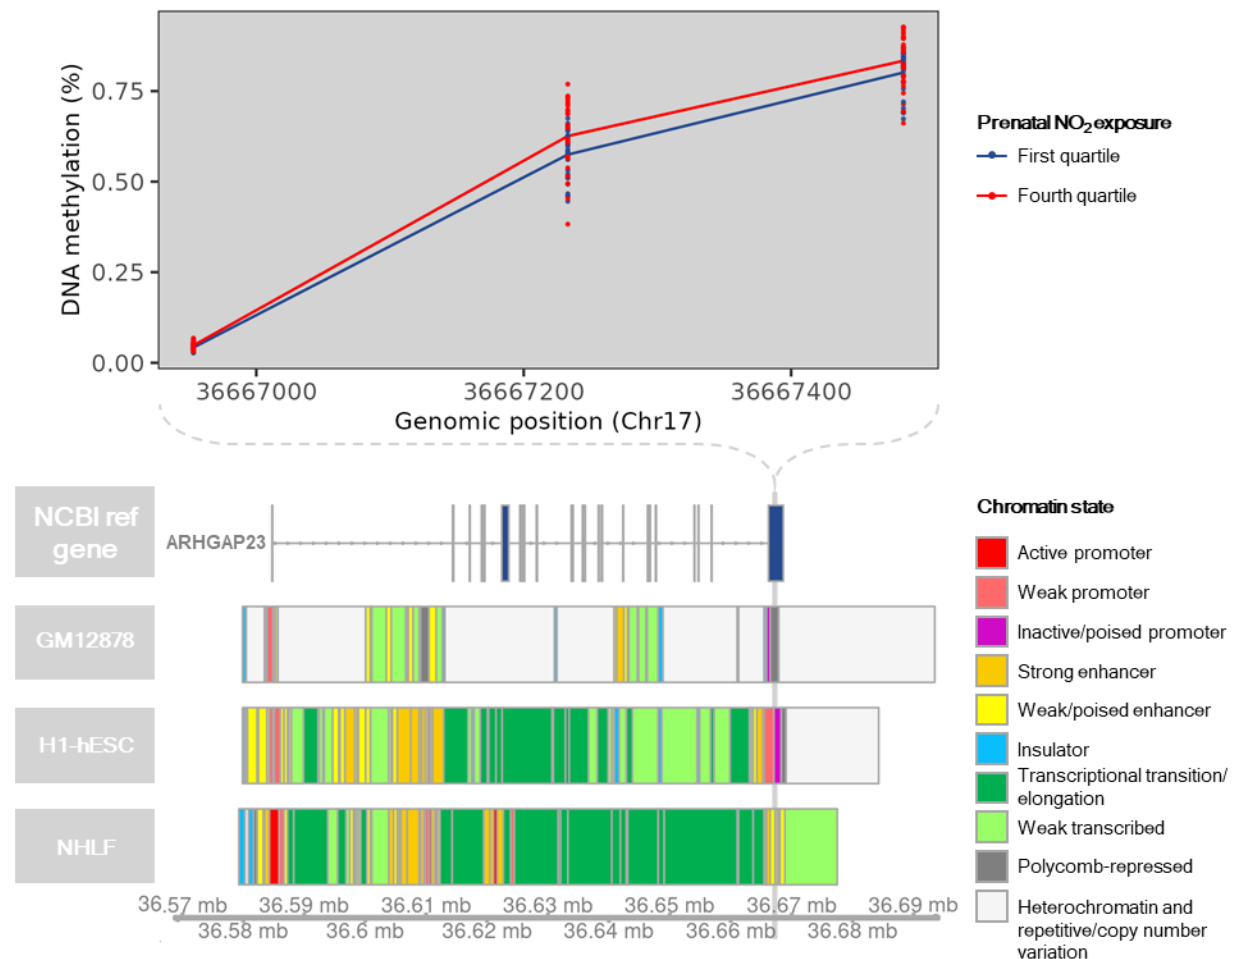 0.75
0.50
0.25
0.00
DNA methylation (%)
36667000 36667200 36667400
Genomic position (Chr17)
Prenatal NO2 exposure
First quartile
Fourth quartile
NCBI ref
gene
ARHGAP23
GM12878
H1-hESC
NHLF
36.57 mb 36.59 mb 36.61 mb 36.63 mb 36.65 mb 36.67 mb 36.69 mb
36.58 mb 36.6 mb 36.62 mb 36.64 mb 36.66 mb 36.68 mb
Chromatin state
Active promoter
Weak promoter
Inactive/poised promoter
Strong enhancer
Weak/poised enhancer
Insulator
Transcriptional transition/
elongation
Weak transcribed
Polycomb-repressed
Heterochromatin and
repetitive/copy number
variation